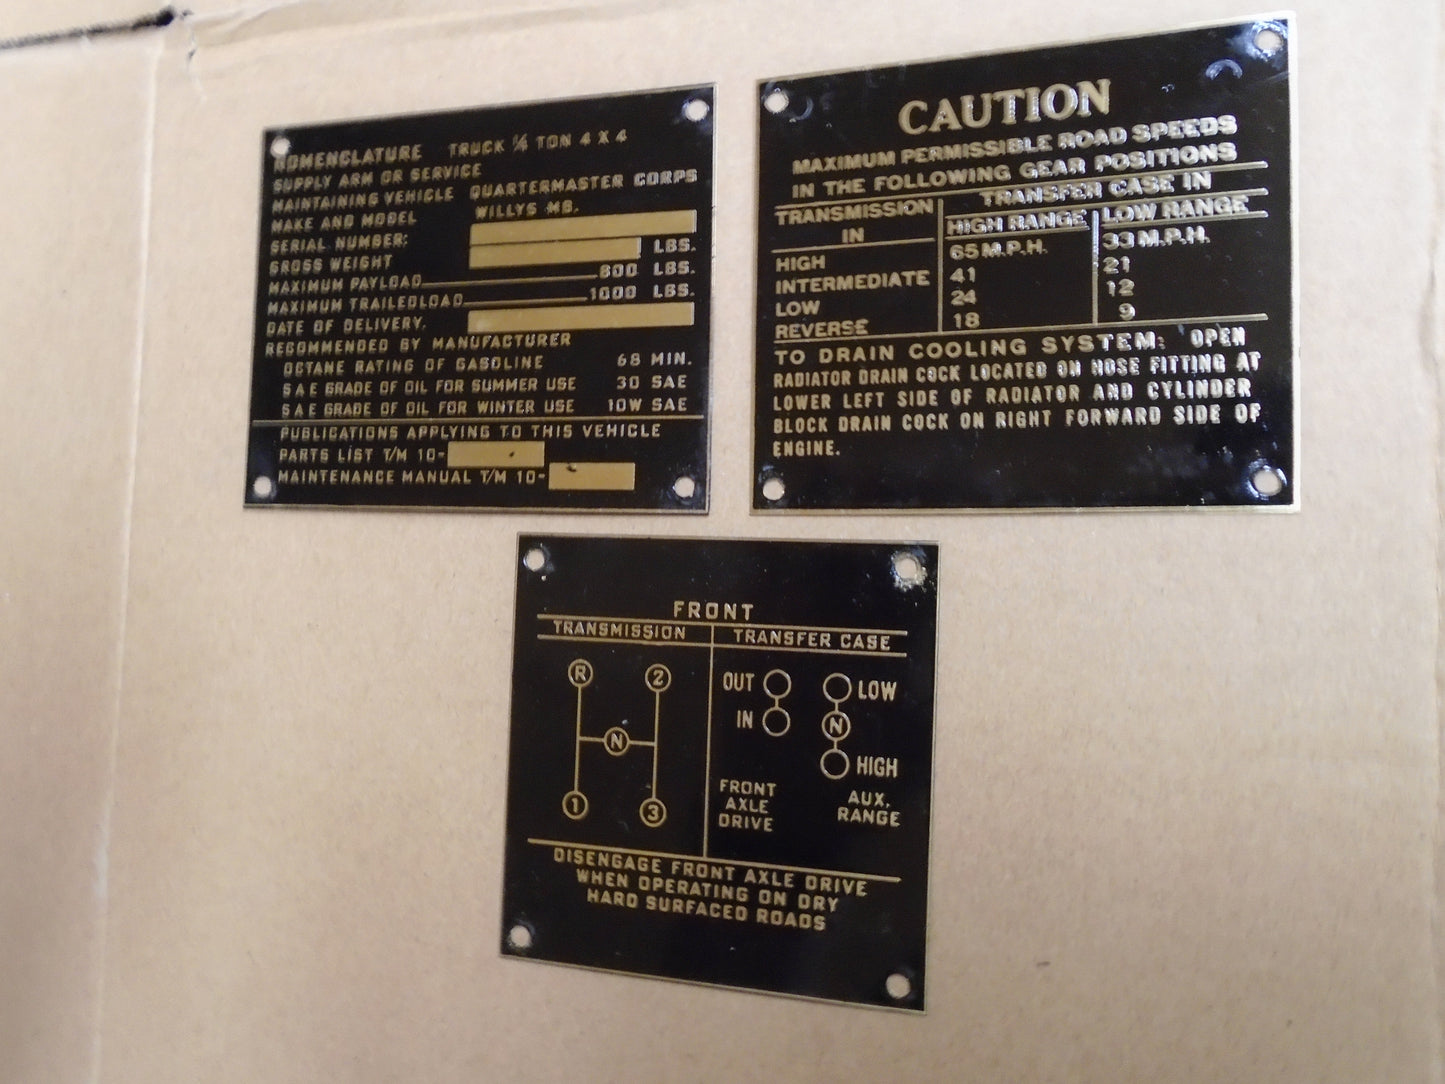 NOMENCLATURE TRUCK 1/4 TON 4 X 4
SUPPLY ARM OR SERVICE
MAINTAINING VEHICLE QUARTERMASTER CORPS
MAKE AND MODEL WILLYS MB.
SERIAL NUMBER:
GROSS WEIGHT LBS.
MAXIMUM PAYLOAD 800 LBS.
MAXIMUM TRAILEDLOAD 1000 LBS.
DATE OF DELIVERY.
RECOMMENDED BY MANUFACTURER
OCTANE RATING OF GASOLINE 68 MIN.
S A E GRADE OF OIL FOR SUMMER USE 30 SAE
S A E GRADE OF OIL FOR WINTER USE 10W SAE
PUBLICATIONS APPLYING TO THIS VEHICLE
PARTS LIST T/M 10-
MAINTENANCE MANUAL T/M 10-
CAUTION
MAXIMUM PERMISSIBLE ROAD SPEEDS
IN THE FOLLOWING GEAR POSITIONS
TRANSMISSION IN
TRANSFER CASE IN
HIGH RANGE LOW RANGE
HIGH 65 M.P.H. 33 M.P.H.
INTERMEDIATE 41 21
LOW 24 12
REVERSE 18 9
TO DRAIN COOLING SYSTEM: OPEN
RADIATOR DRAIN COCK LOCATED ON HOSE FITTING AT
LOWER LEFT SIDE OF RADIATOR AND CYLINDER
BLOCK DRAIN COCK ON RIGHT FORWARD SIDE OF
ENGINE.
FRONT
TRANSMISSION TRANSFER CASE
R 2 OUT LOW
IN N
N
HIGH
1 3
FRONT
AXLE
DRIVE
AUX.
RANGE
DISENGAGE FRONT AXLE DRIVE
WHEN OPERATING ON DRY
HARD SURFACED ROADS